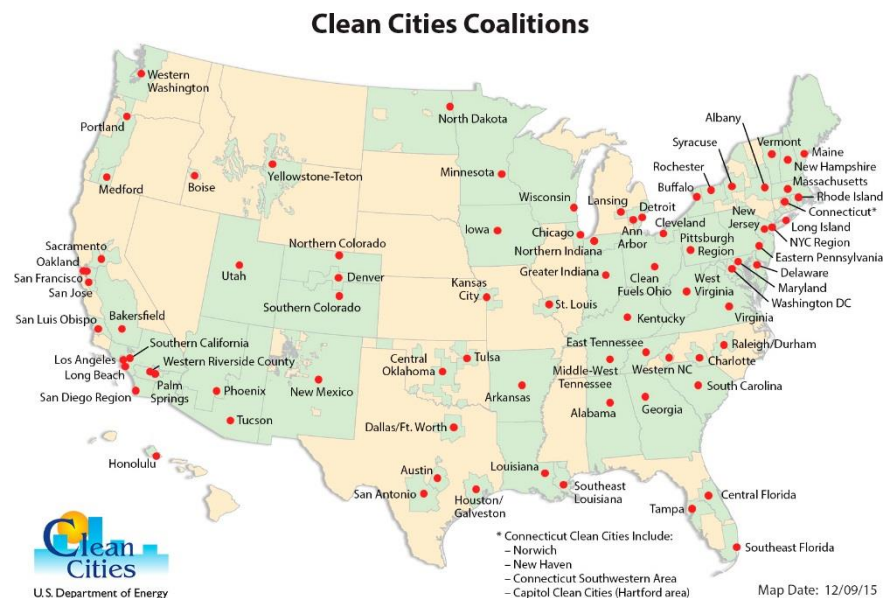 Clean Cities Coalitions
Western
Washington
Portland
Medford
Boise
Yellowstone-Teton
North Dakota
Minnesota
Wisconsin
Iowa
Chicago
Northern Indiana
Lansing
Ann
Arbor
Detroit
Cleveland
Buffalo
Rochester
Syracuse
Albany
Vermont
Maine
New Hampshire
Massachusetts
Rhode Island
Connecticut*
Long Island
NYC Region
New
Jersey
Eastern Pennsylvania
Delaware
Maryland
Washington DC
Pittsburgh
Region
West
Virginia
Virginia
Clean
Fuels Ohio
Greater Indiana
Kentucky
Sacramento
Oakland
San Francisco
San Jose
San Luis Obispo
Bakersfield
Southern California
Los Angeles
Long Beach
Western Riverside County
Palm
Springs
San Diego Region
Utah
Northern Colorado
Denver
Southern Colorado
Phoenix
Tucson
New Mexico
Kansas
City
St. Louis
Central
Oklahoma
Tulsa
Arkansas
Dallas/Ft. Worth
Austin
San Antonio
Houston/
Galveston
Louisiana
Southeast
Louisiana
East Tennessee
Middle-West
Tennessee
Western NC
Raleigh/Durham
Charlotte
South Carolina
Alabama
Georgia
Central Florida
Tampa
Southeast Florida
Honolulu
* Connecticut Clean Cities Include:
– Norwich
– New Haven
– Connecticut Southwestern Area
– Capitol Clean Cities (Hartford area)
Clean
Cities
U.S. Department of Energy
Map Date: 12/09/15